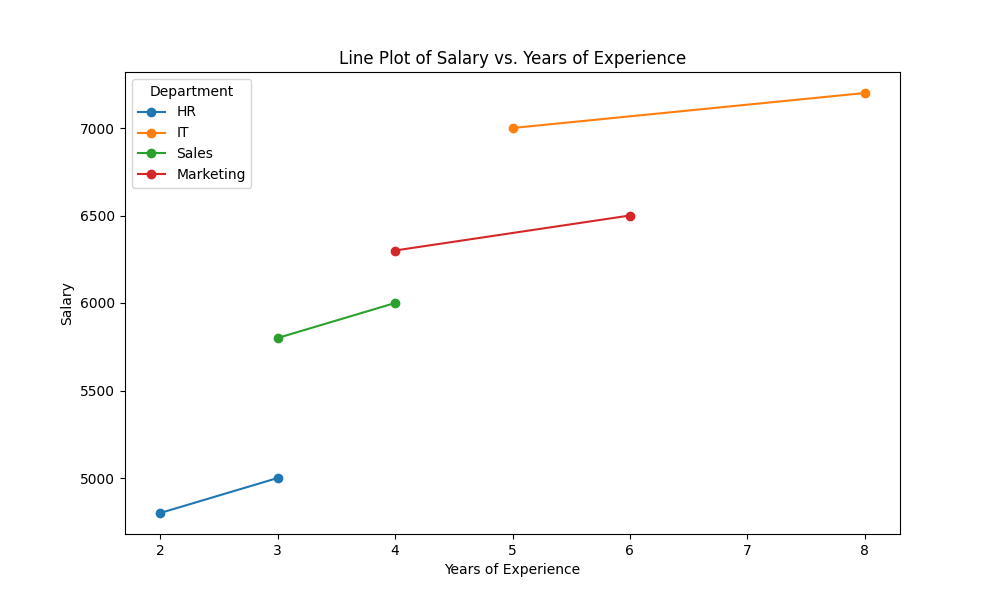 Line Plot of Salary vs. Years of Experience
Department
HR
IT
Sales
Marketing
7000
6500
6000
5500
5000
Salary
2 3 4 5 6 7 8
Years of Experience